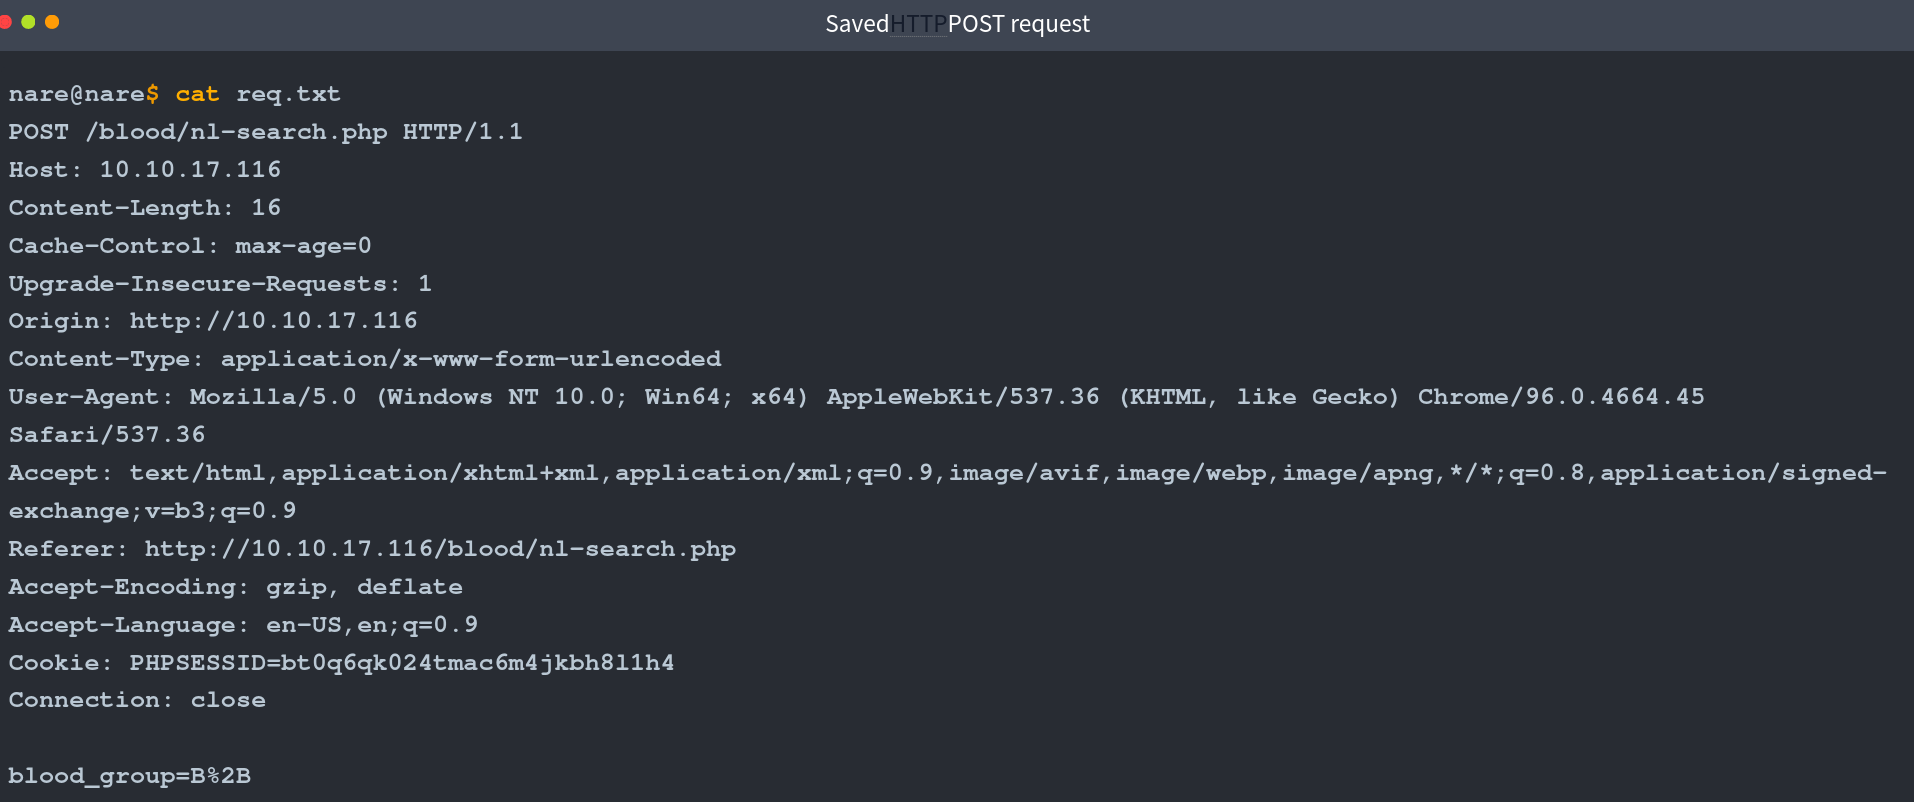 Saved HTTP POST request
nare@nare$ cat req.txt
POST /blood/nl-search.php HTTP/1.1
Host: 10.10.17.116
Content-Length: 16
Cache-Control: max-age=0
Upgrade-Insecure-Requests: 1
Origin: http://10.10.17.116
Content-Type: application/x-www-form-urlencoded
User-Agent: Mozilla/5.0 (Windows NT 10.0; Win64; x64) AppleWebKit/537.36 (KHTML, like Gecko) Chrome/96.0.4664.45
Safari/537.36
Accept: text/html,application/xhtml+xml,application/xml;q=0.9,image/avif,image/webp,image/apng,*/*;q=0.8,application/signed-
exchange;v=b3;q=0.9
Referer: http://10.10.17.116/blood/nl-search.php
Accept-Encoding: gzip, deflate
Accept-Language: en-US,en;q=0.9
Cookie: PHPSESSID=bt0q6qk024tmac6m4jkbh8l1h4
Connection: close
blood_group=B%2B